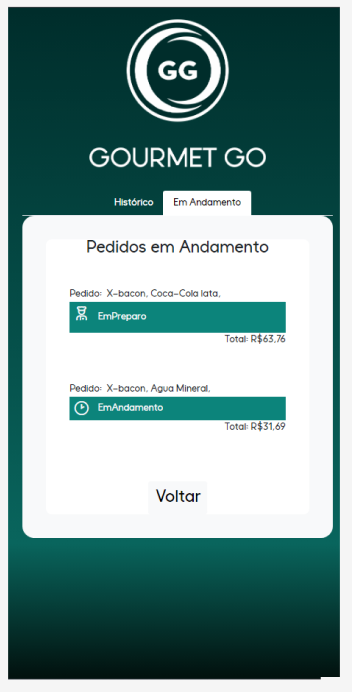 GG
GOURMET GO
Histórico Em Andamento
Pedidos em Andamento
Pedido: X-bacon, Coca-Cola lata,
EmPreparo
Total: R$63,76
Pedido: X-bacon, Agua Mineral,
EmAndamento
Total: R$31,69
Voltar